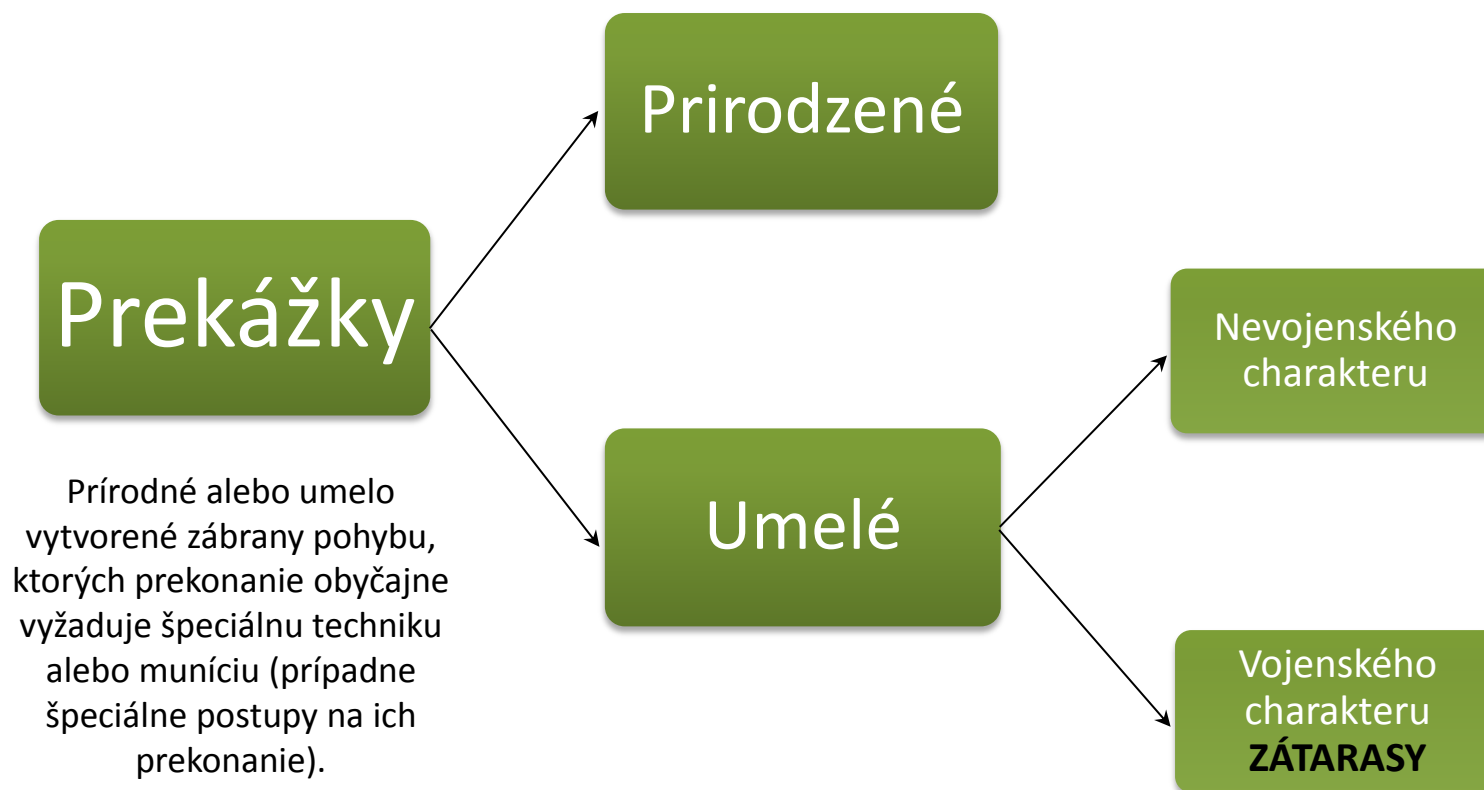 Prekážky
Prírodné alebo umelo
vytvorené zábrany pohybu,
ktorých prekonanie obyčajne
vyžaduje špeciálnu techniku
alebo muníciu (prípadne
špeciálne postupy na ich
prekonanie).
Prirodzené
Umelé
Nevojenského
charakteru
Vojenského
charakteru
ZÁTARASY